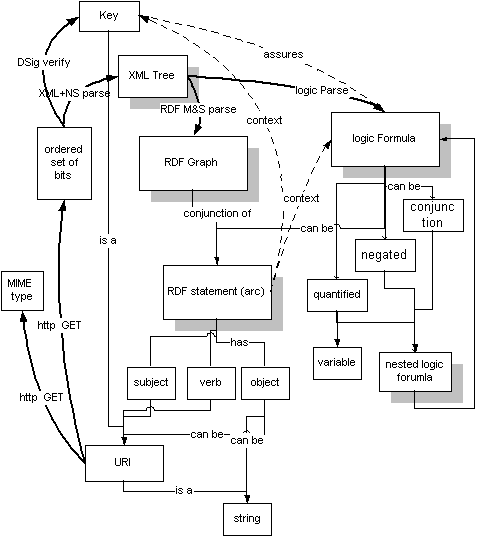 Key
assures
DSig verify
XML Tree
XML+NS parse
logic Parse
RDF M&S parse
context
ordered
set of
bits
RDF Graph
logic Formula
context
can be
conjunction of
conjunc
tion
can be
is a
negated
MIME
type
RDF statement (arc)
quantified
http GET
has
variable
nested logic
forumla
subject
verb
object
http GET
can be
can be
URI
is a
string